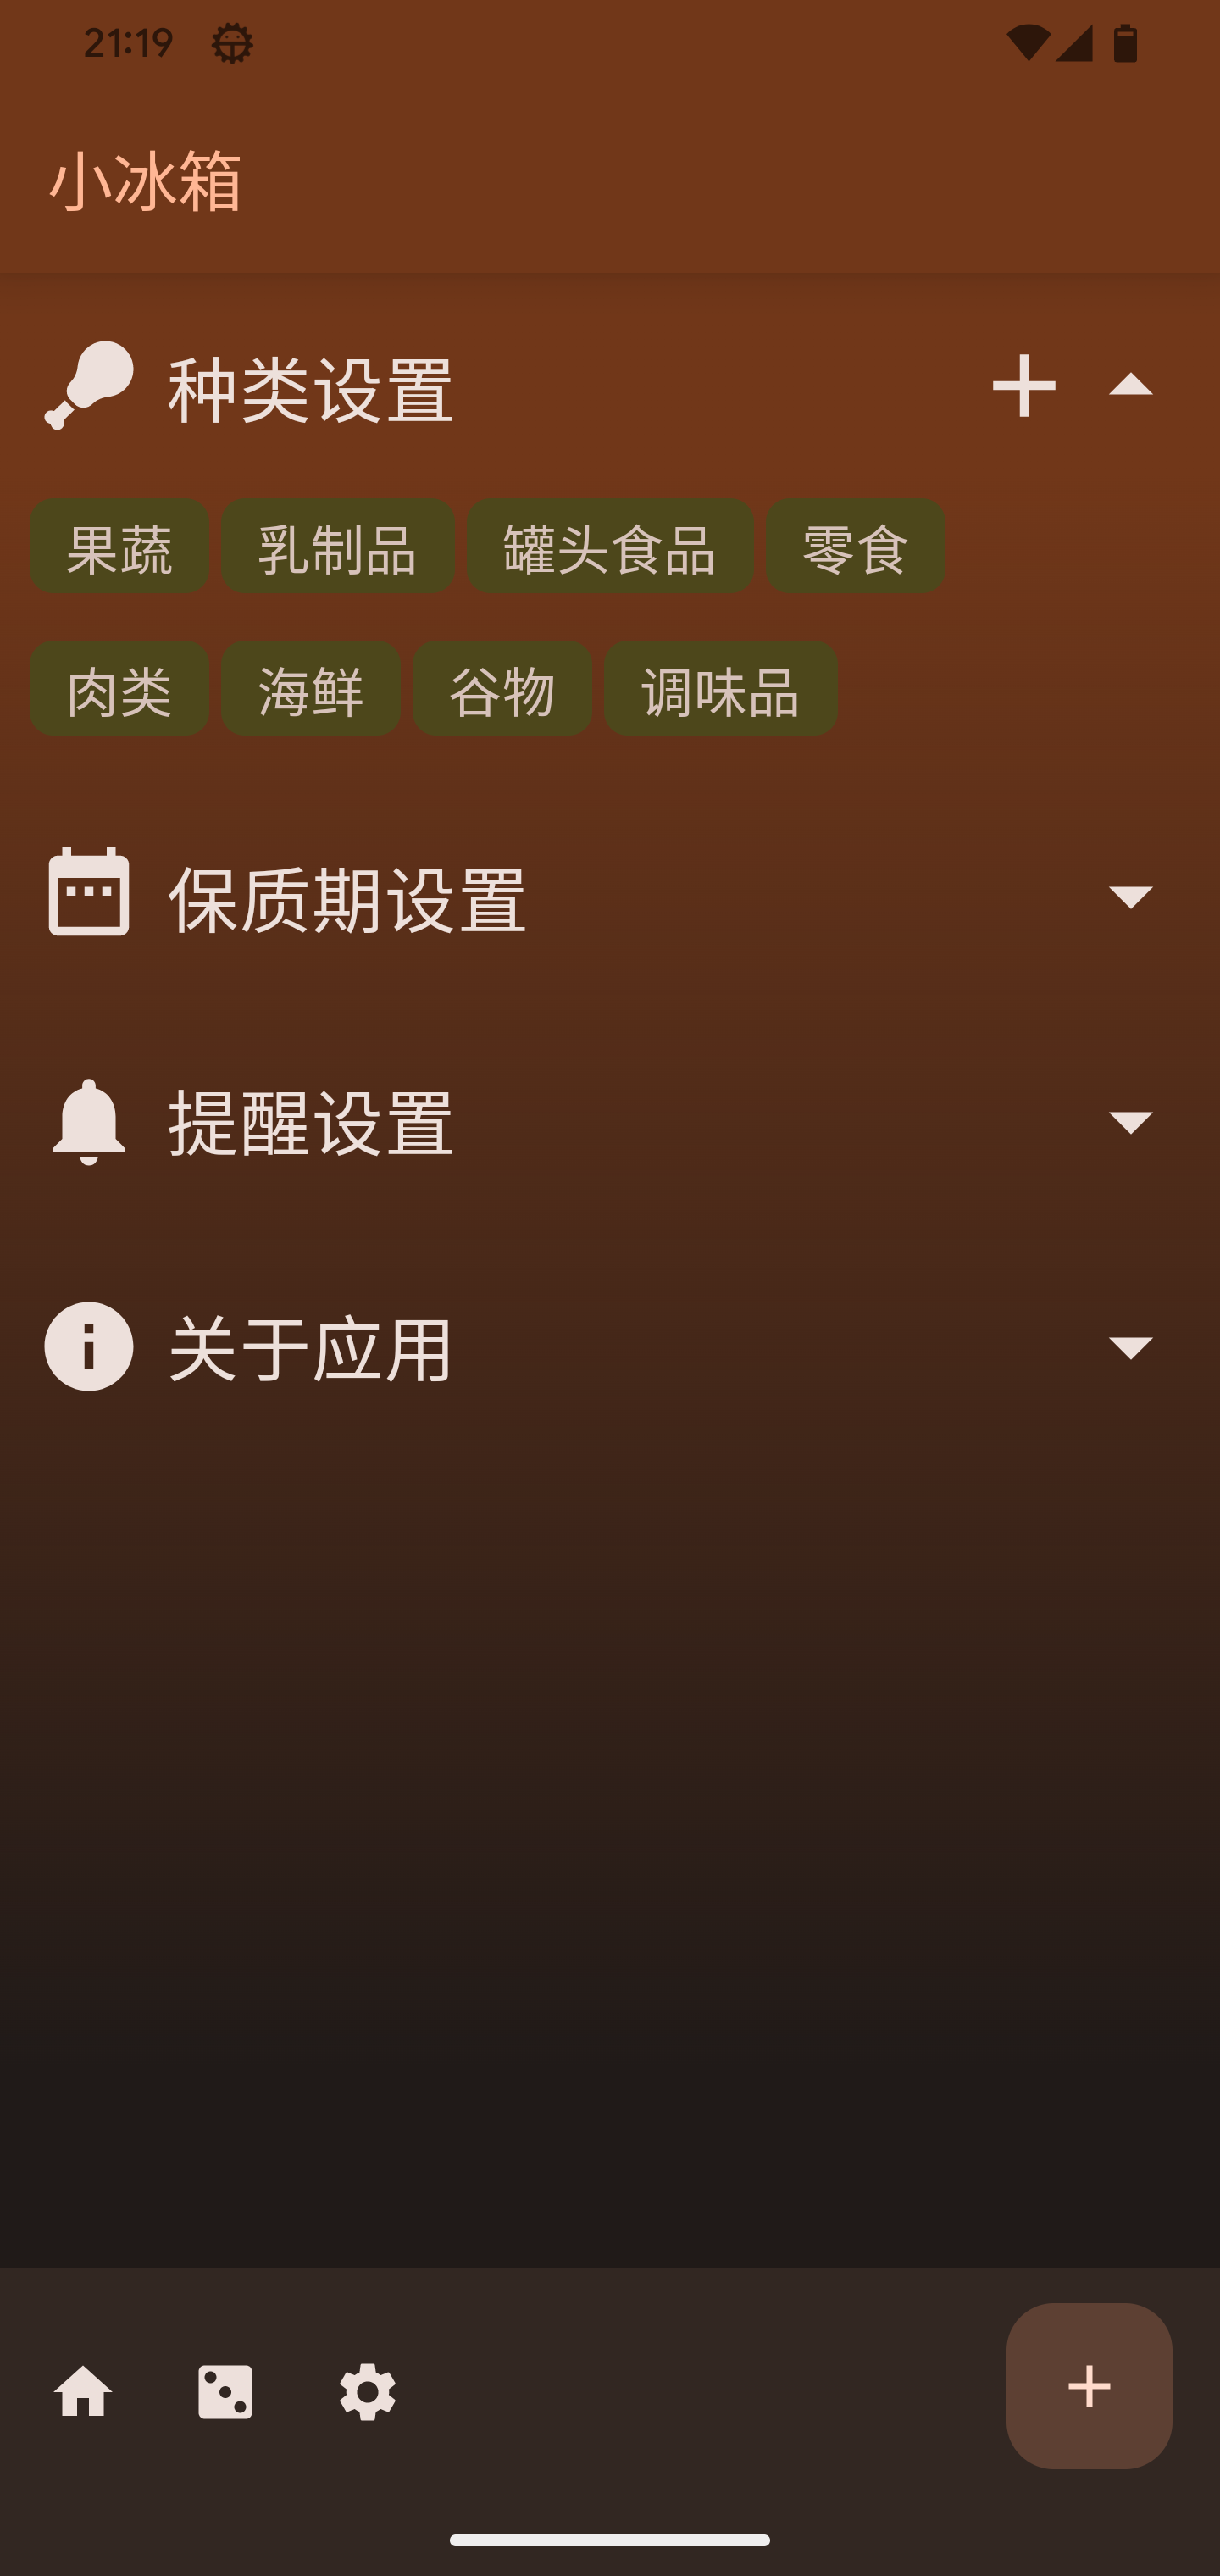 21:19
小冰箱
种类设置
果蔬 乳制品 罐头食品 零食
肉类 海鲜 谷物 调味品
保质期设置
提醒设置
关于应用